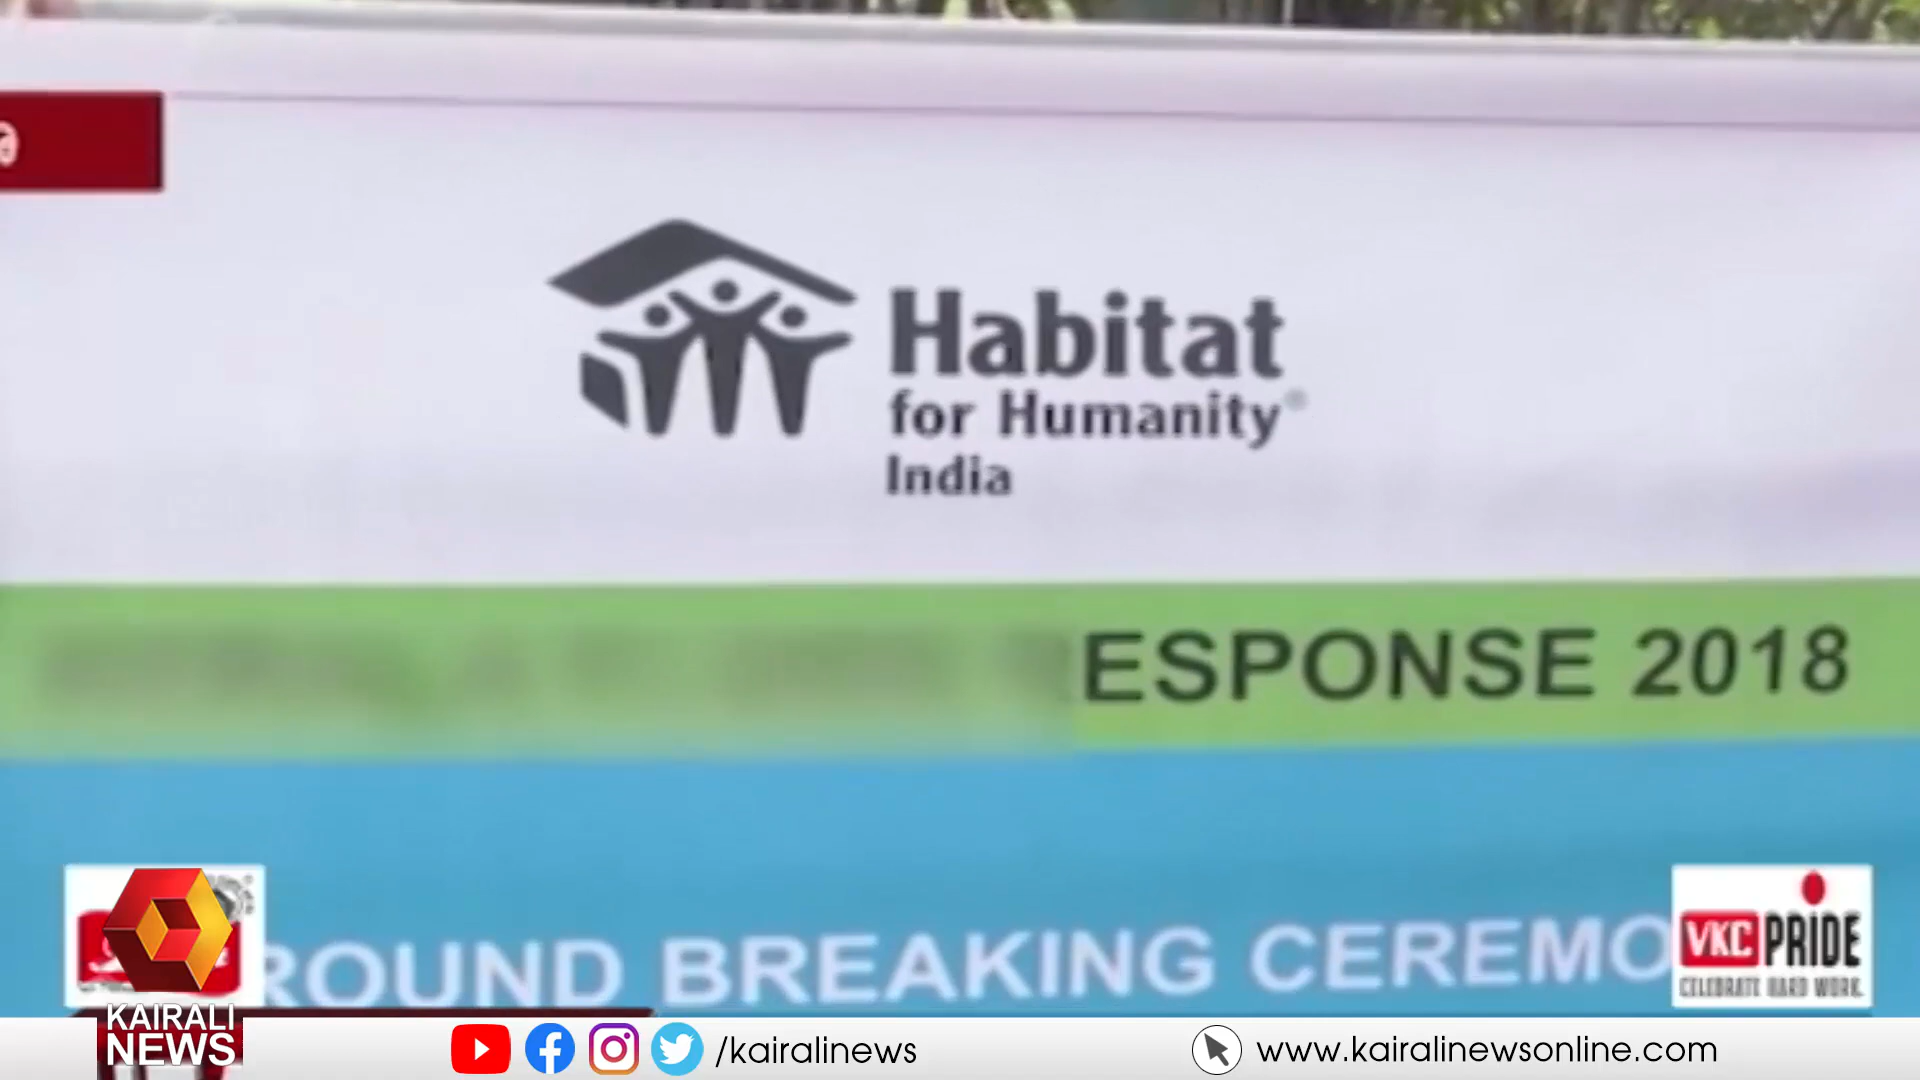 Habitat
for Humanity®
India
ESPONSE 2018
ROUND BREAKING CEREMO
VKC PRIDE
CELEBRATE HARD WORK.
KAIRALI
NEWS
/kairalinews
www.kairalinewsonline.com